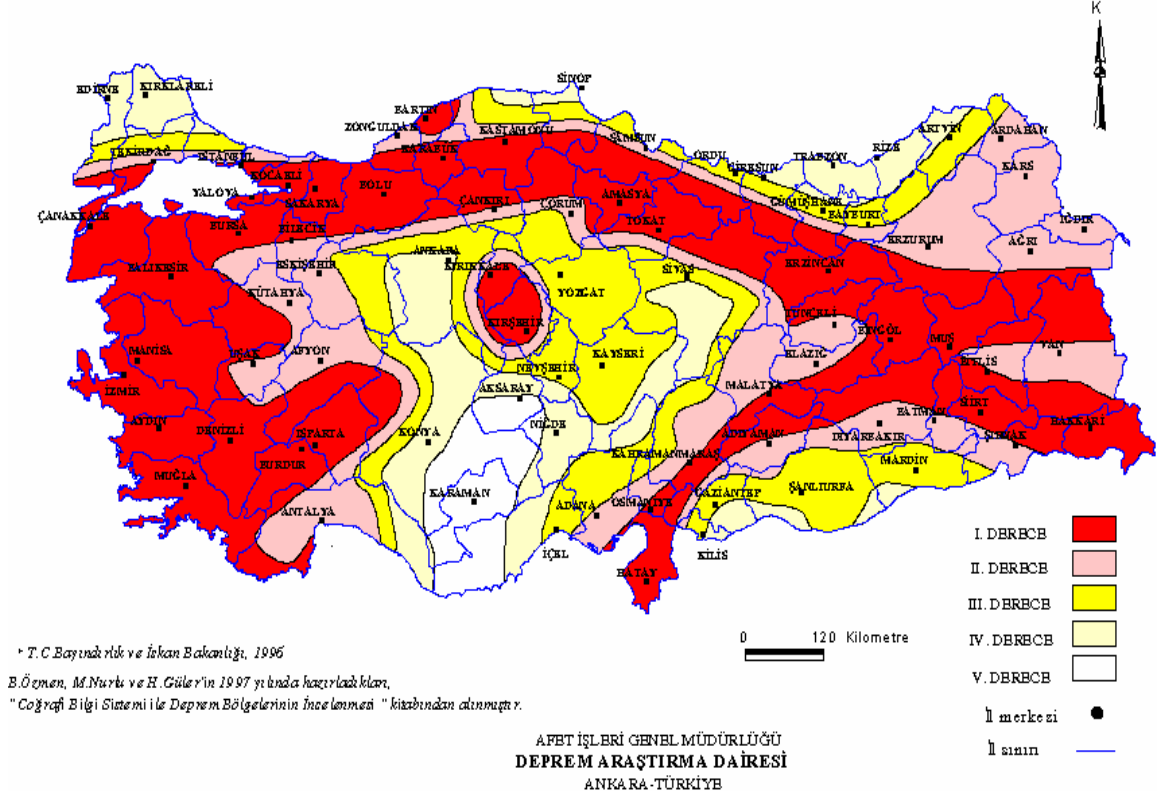 K
SİNOP
EDİRNE
KIRKLARELİ
BARTIN
ZONGULDAK
KASTAMONU
KARABÜK
SAMSUN
ARTVİN
ARDAHAN
RİZE
TRABZON
ORDU
GİRESUN
KARS
TEKİRDAĞ
İSTANBUL
KOCAELİ
YALOVA
SAKARYA
BOLU
ÇANKIRI
ÇORUM
AMASYA
TOKAT
GÜMÜŞHANE
BAYBURT
IĞDIR
ÇANAKKALE
BURSA
BİLECİK
ERZURUM
AĞRI
ANKARA
ESKİŞEHİR
KIRIKKALE
BALIKESİR
SİVAS
ERZİNCAN
KÜTAHYA
YOZGAT
KIRŞEHİR
TUNCELİ
BİNGÖL
MUŞ
VAN
MANİSA
UŞAK
AFYON
ELAZIĞ
BİTLİS
KAYSERİ
NEVŞEHİR
İZMİR
AKSARAY
MALATYA
SİİRT
BATMAN
AYDIN
DENİZLİ
ISPARTA
KONYA
NİĞDE
ADIYAMAN
DİYARBAKIR
HAKKARİ
ŞIRNAK
BURDUR
KAHRAMANMARAŞ
MARDİN
MUĞLA
KARAMAN
GAZİANTEP
ŞANLIURFA
ANTALYA
ADANA
OSMANİYE
İÇEL
KİLİS
HATAY
I. DERECE
II. DERECE
III. DERECE
IV. DERECE
V. DERECE
İl merkezi
İl sınırı
0 120 Kilometre
* T.C.Bayındırlık ve İskan Bakanlığı, 1996
B.Özmen, M.Nurlu ve H.Güler'in 1997 yılında hazırladıkları,
"Coğrafi Bilgi Sistemi ile Deprem Bölgelerinin İncelenmesi " kitabından alınmıştır.
AFET İŞLERİ GENEL MÜDÜRLÜĞÜ
DEPREM ARAŞTIRMA DAİRESİ
ANKARA-TÜRKİYE